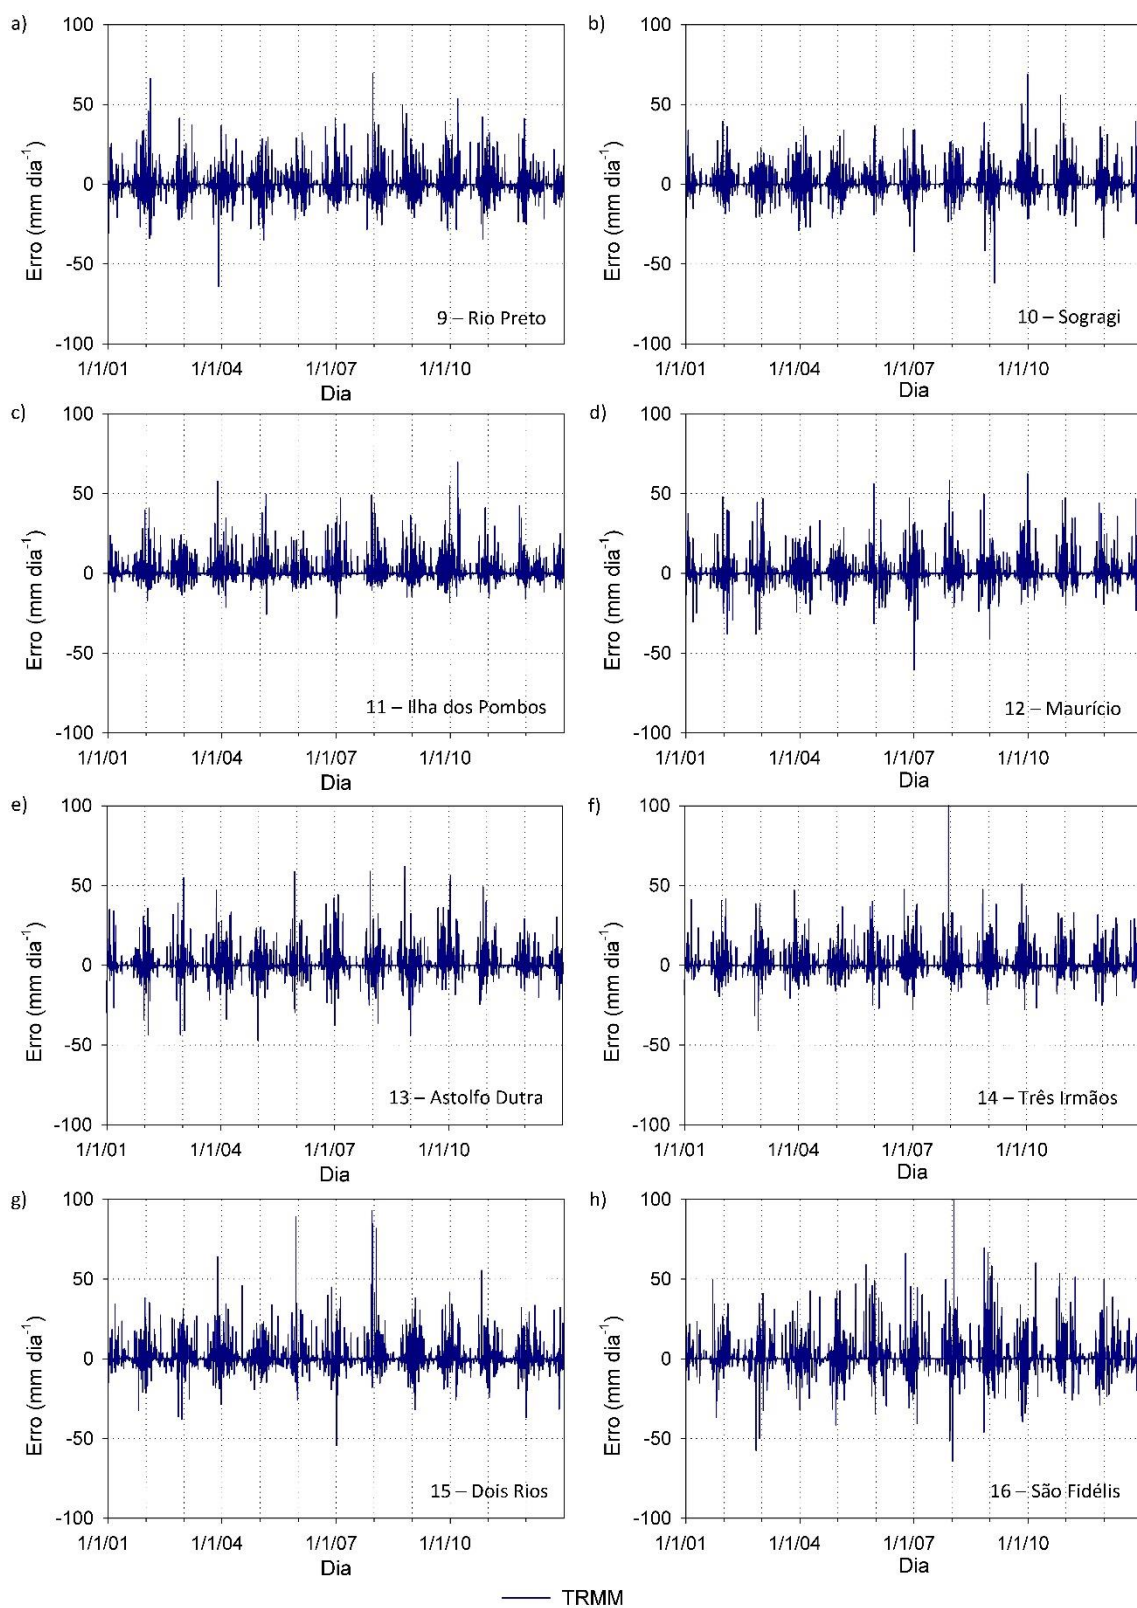 a)
100
50
0
-50
-100
Erro (mm dia⁻¹)
9 – Rio Preto
1/1/01 1/1/04 1/1/07 1/1/10
Dia
b)
100
50
0
-50
-100
Erro (mm dia⁻¹)
10 – Sogragi
1/1/01 1/1/04 1/1/07 1/1/10
Dia
c)
100
50
0
-50
-100
Erro (mm dia⁻¹)
11 – Ilha dos Pombos
1/1/01 1/1/04 1/1/07 1/1/10
Dia
d)
100
50
0
-50
-100
Erro (mm dia⁻¹)
12 – Maurício
1/1/01 1/1/04 1/1/07 1/1/10
Dia
e)
100
50
0
-50
-100
Erro (mm dia⁻¹)
13 – Astolfo Dutra
1/1/01 1/1/04 1/1/07 1/1/10
Dia
f)
100
50
0
-50
-100
Erro (mm dia⁻¹)
14 – Três Irmãos
1/1/01 1/1/04 1/1/07 1/1/10
Dia
g)
100
50
0
-50
-100
Erro (mm dia⁻¹)
15 – Dois Rios
1/1/01 1/1/04 1/1/07 1/1/10
Dia
h)
100
50
0
-50
-100
Erro (mm dia⁻¹)
16 – São Fidélis
1/1/01 1/1/04 1/1/07 1/1/10
Dia
TRMM